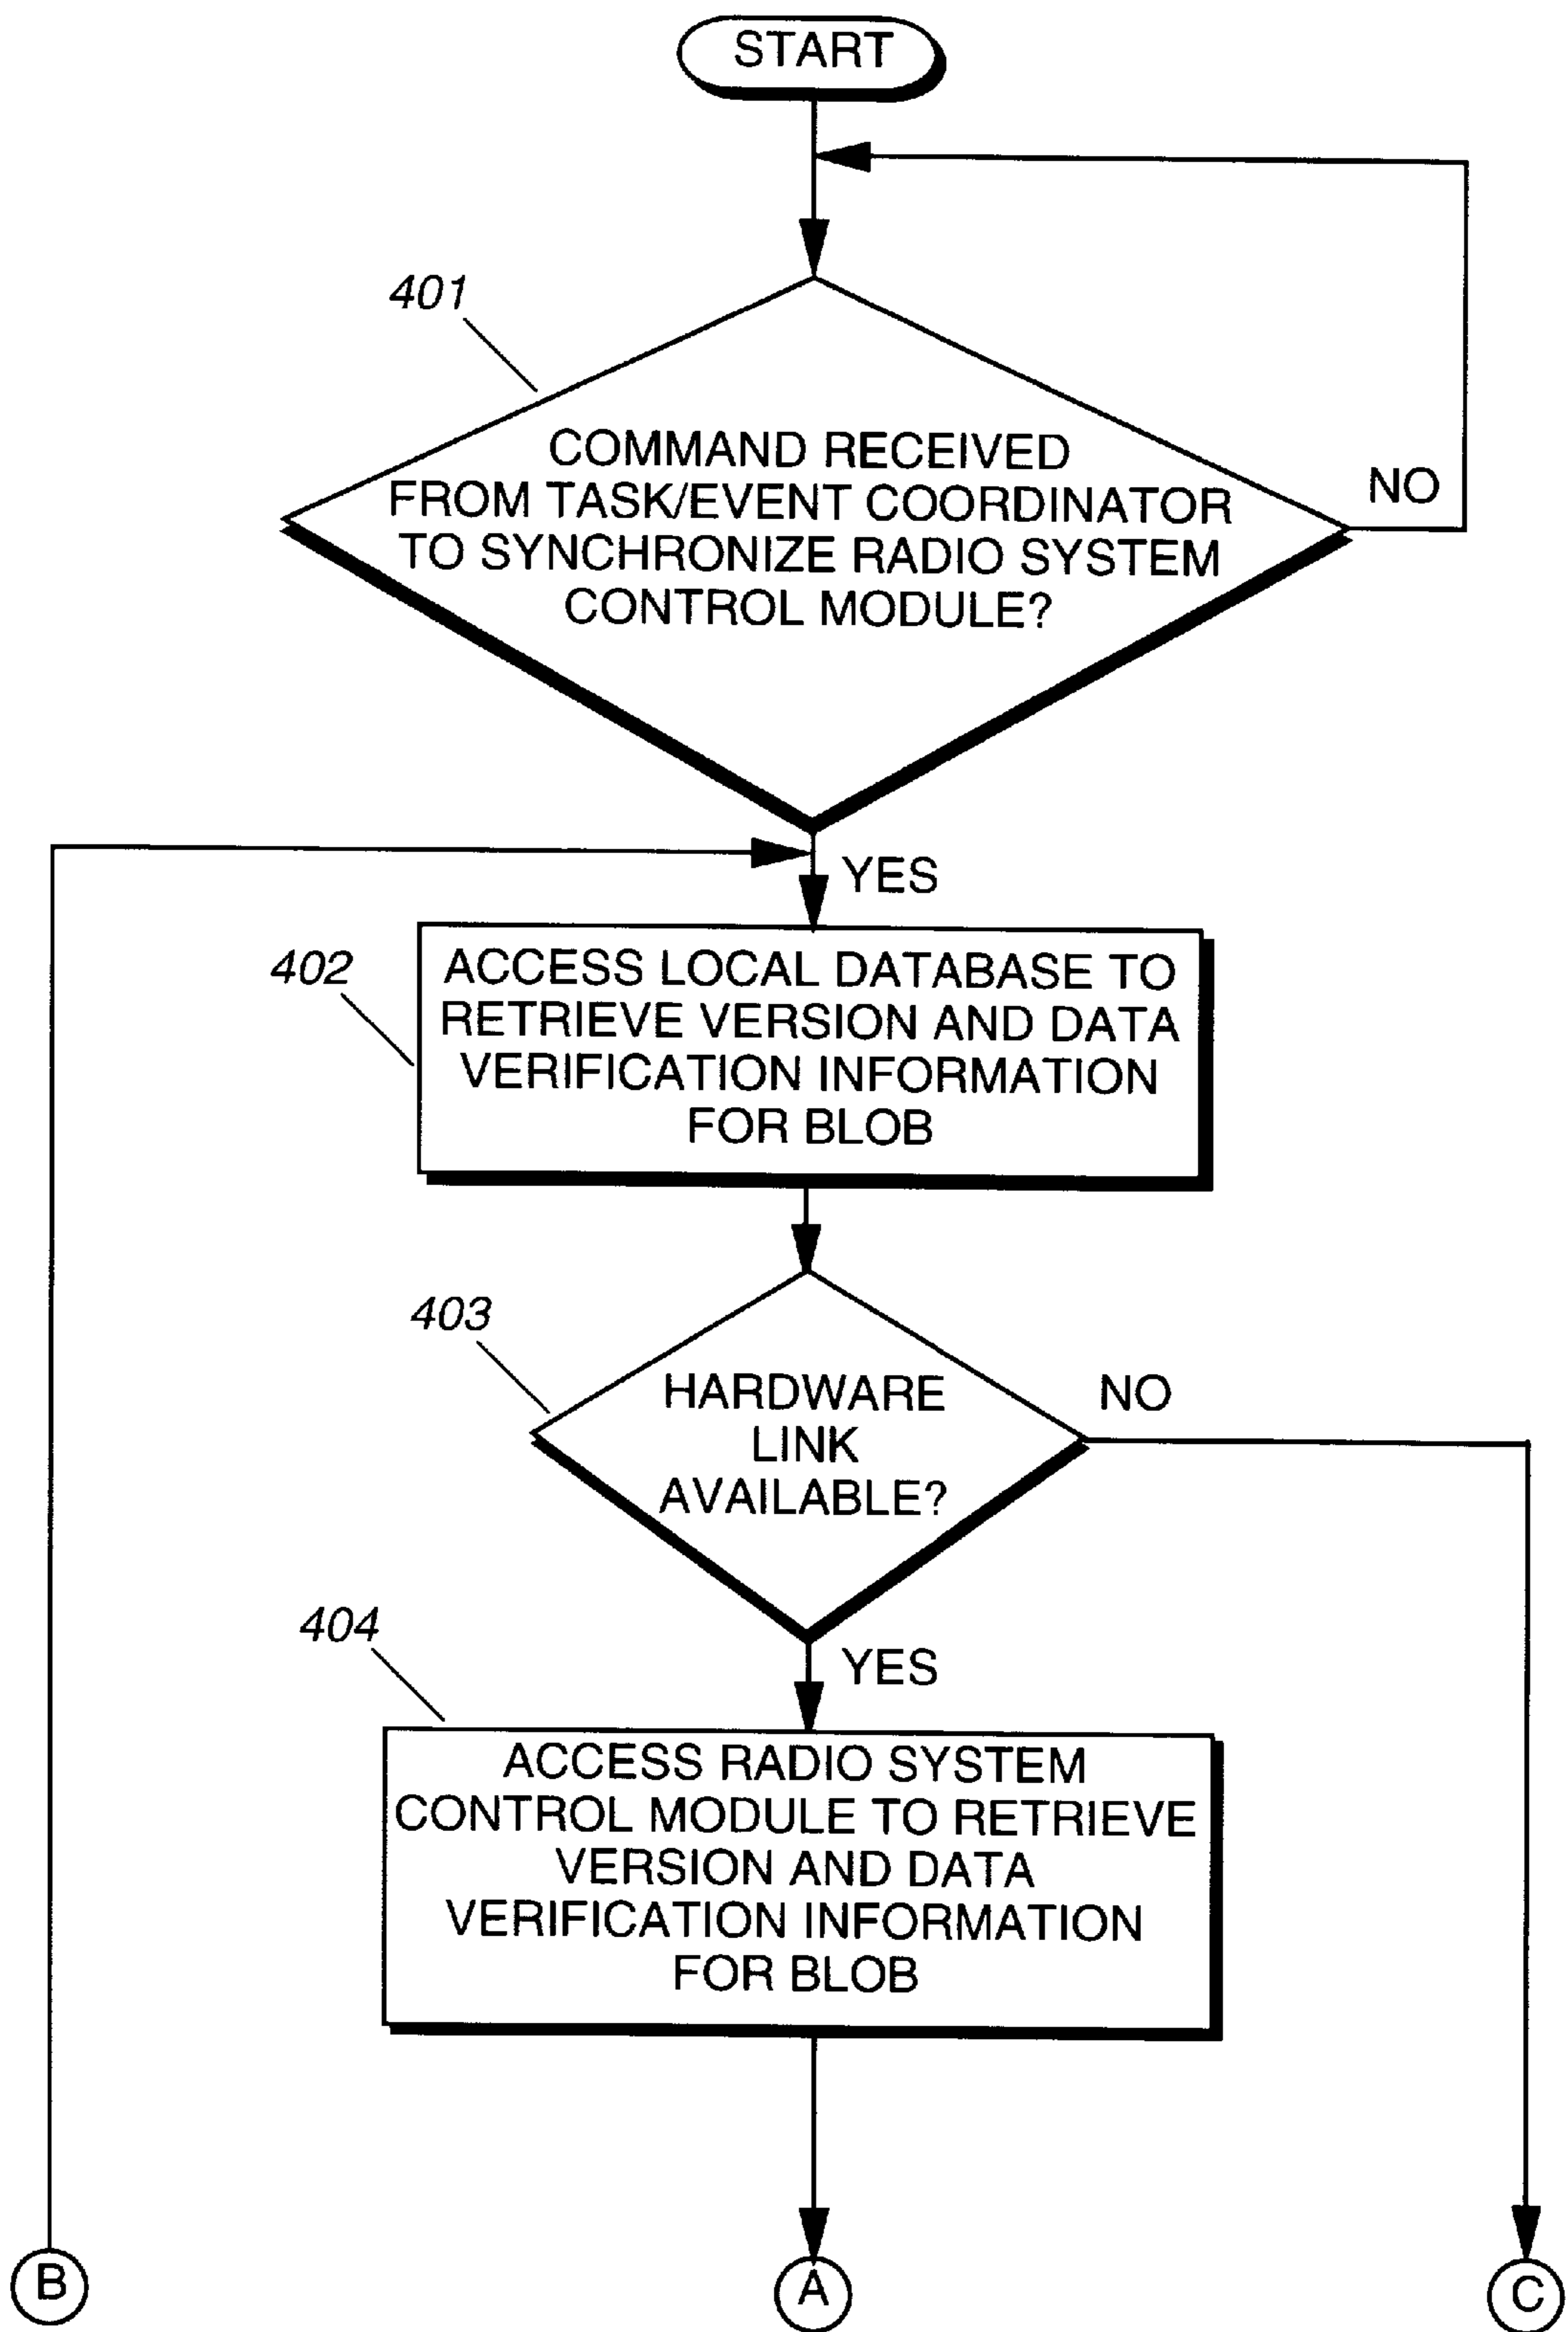 START
401
COMMAND RECEIVED
FROM TASK/EVENT COORDINATOR
TO SYNCHRONIZE RADIO SYSTEM
CONTROL MODULE?
NO
YES
402
ACCESS LOCAL DATABASE TO
RETRIEVE VERSION AND DATA
VERIFICATION INFORMATION
FOR BLOB
403
HARDWARE
LINK
AVAILABLE?
NO
YES
404
ACCESS RADIO SYSTEM
CONTROL MODULE TO RETRIEVE
VERSION AND DATA
VERIFICATION INFORMATION
FOR BLOB
B
A
C